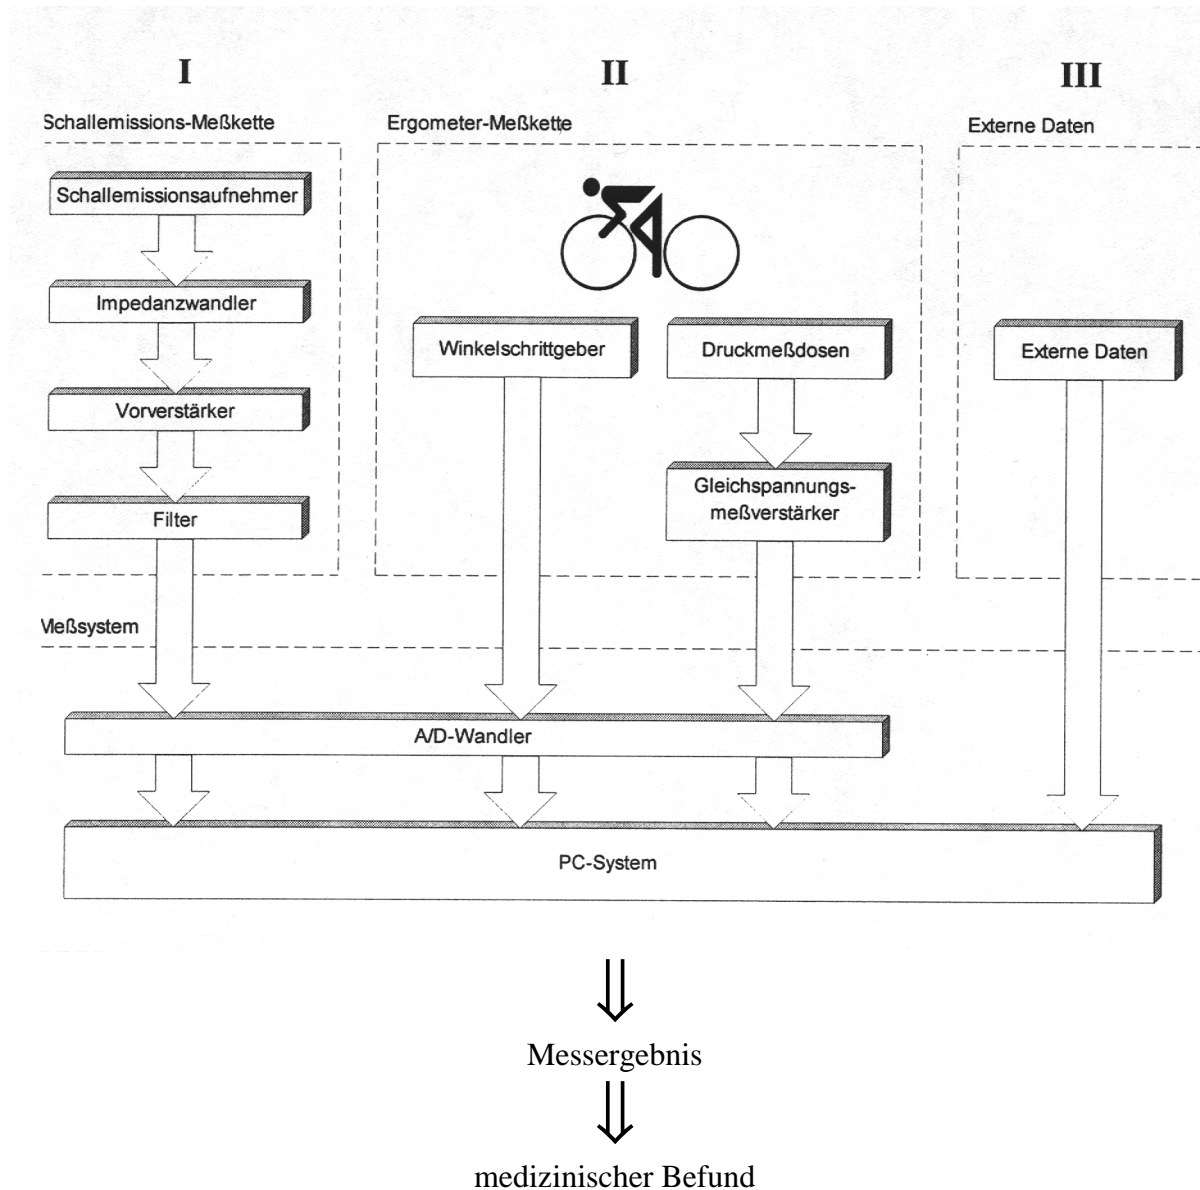 I
II
III
Schallemissions-Meßkette
Ergometer-Meßkette
Externe Daten
Schallemissionsaufnehmer
Impedanzwandler
Vorverstärker
Filter
Winkelschrittgeber
Druckmeßdosen
Gleichspannungs-
meßverstärker
Externe Daten
Meßsystem
A/D-Wandler
PC-System
Messergebnis
medizinischer Befund